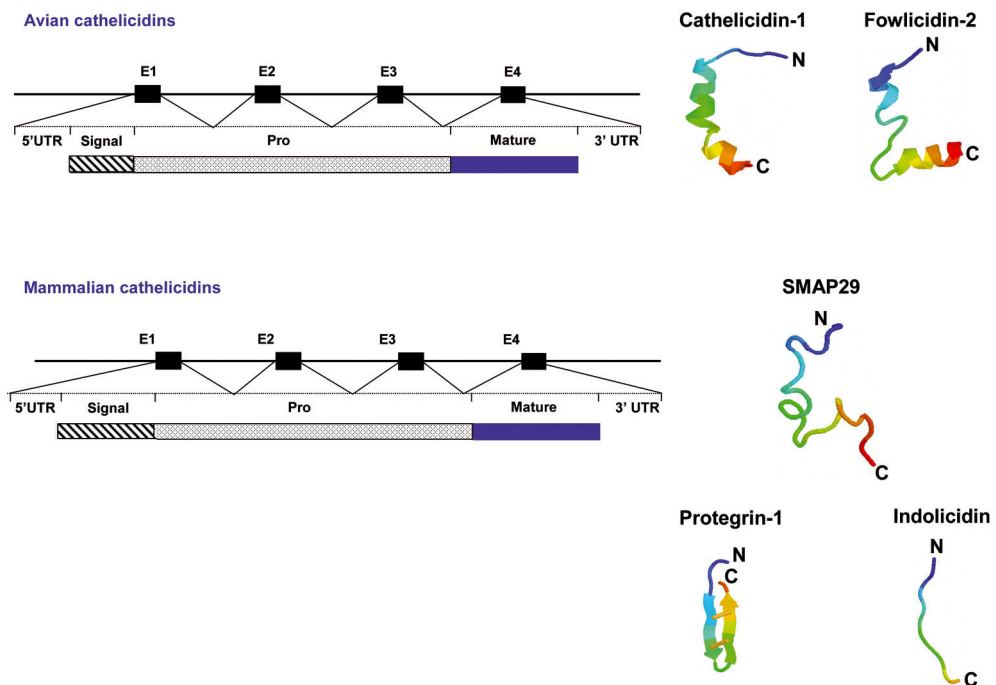 Avian cathelicidins
Cathelicidin-1 Fowlicidin-2
E1 E2 E3 E4
N N
5'UTR Signal Pro Mature 3' UTR
C C
Mammalian cathelicidins
SMAP29
E1 E2 E3 E4
N
5'UTR Signal Pro Mature 3' UTR
C
Protegrin-1 Indolicidin
N N
C
C